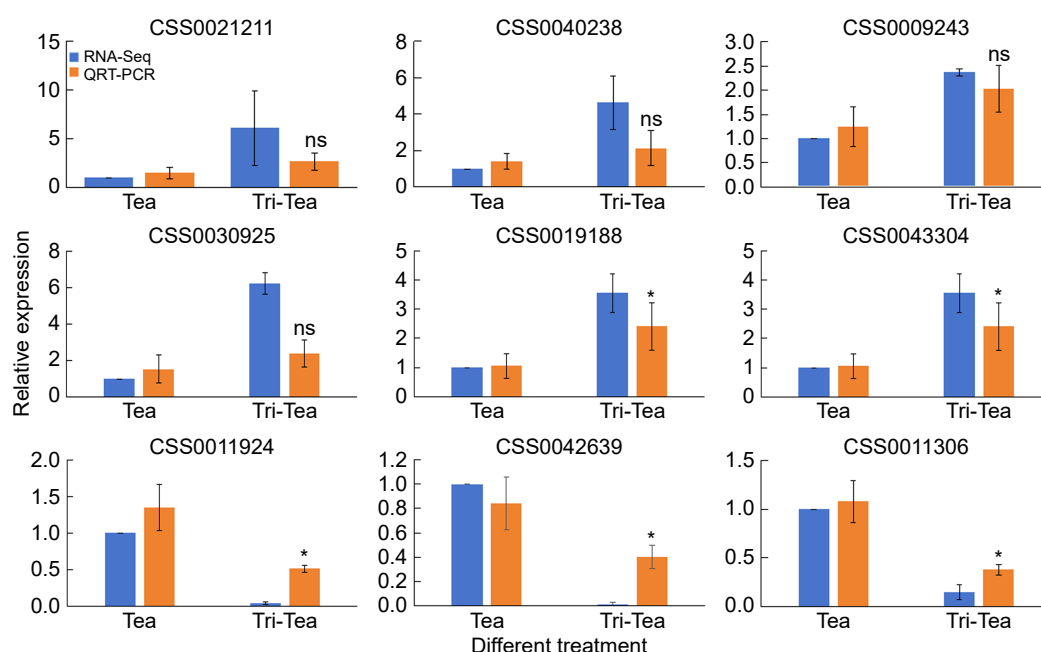 CSS0021211
CSS0040238
CSS0009243
RNA-Seq
QRT-PCR
15
10
5
0
ns
Tea
Tri-Tea
8
6
4
2
0
ns
Tea
Tri-Tea
3.0
2.5
2.0
1.5
1.0
0.5
0.0
ns
Tea
Tri-Tea
Relative expression
CSS0030925
CSS0019188
CSS0043304
8
6
4
2
0
ns
Tea
Tri-Tea
5
4
3
2
1
0
*
Tea
Tri-Tea
5
4
3
2
1
0
*
Tea
Tri-Tea
CSS0011924
CSS0042639
CSS0011306
2.0
1.5
1.0
0.5
0.0
*
Tea
Tri-Tea
1.2
1.0
0.8
0.6
0.4
0.2
0.0
*
Tea
Tri-Tea
1.5
1.0
0.5
0.0
*
Tea
Tri-Tea
Different treatment